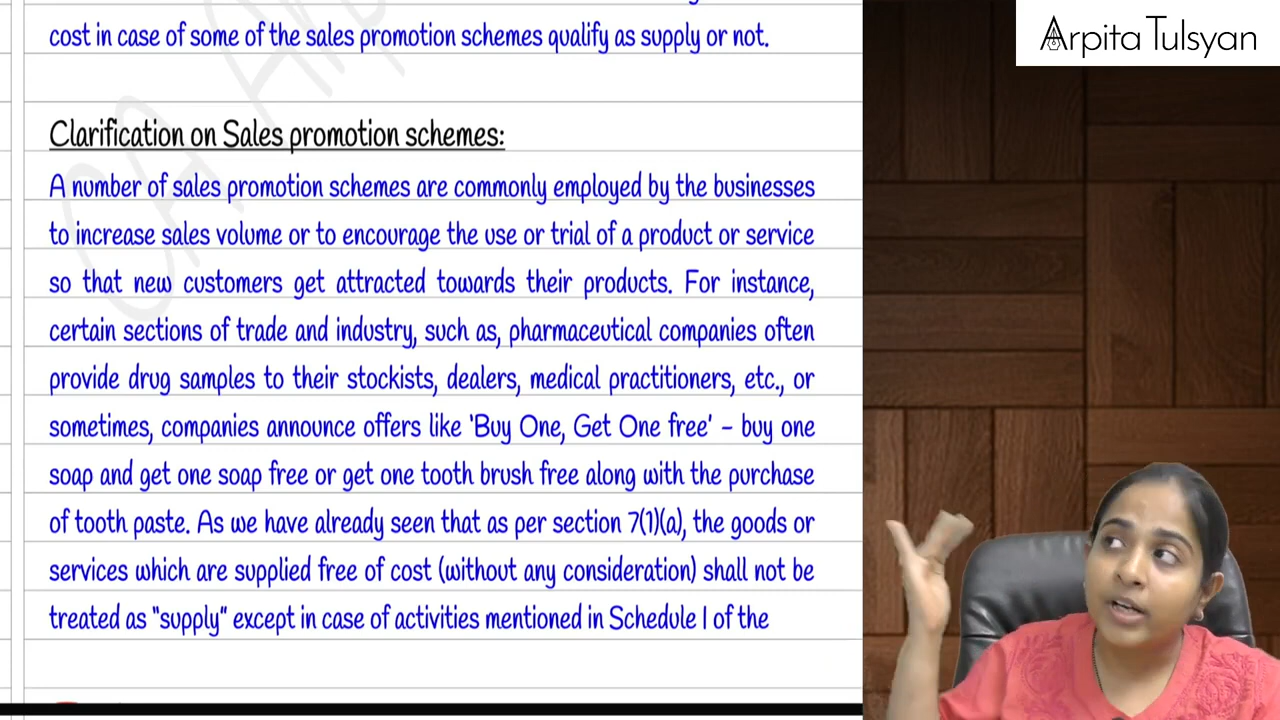 Arpita Tulsyan
cost in case of some of the sales promotion schemes qualify as supply or not.
Clarification on Sales promotion schemes:
A number of sales promotion schemes are commonly employed by the businesses
to increase sales volume or to encourage the use or trial of a product or service
so that new customers get attracted towards their products. For instance,
certain sections of trade and industry, such as, pharmaceutical companies often
provide drug samples to their stockists, dealers, medical practitioners, etc., or
sometimes, companies announce offers like 'Buy One, Get One free' - buy one
soap and get one soap free or get one tooth brush free along with the purchase
of tooth paste. As we have already seen that as per section 7(1)(a), the goods or
services which are supplied free of cost (without any consideration) shall not be
treated as "supply" except in case of activities mentioned in Schedule I of the